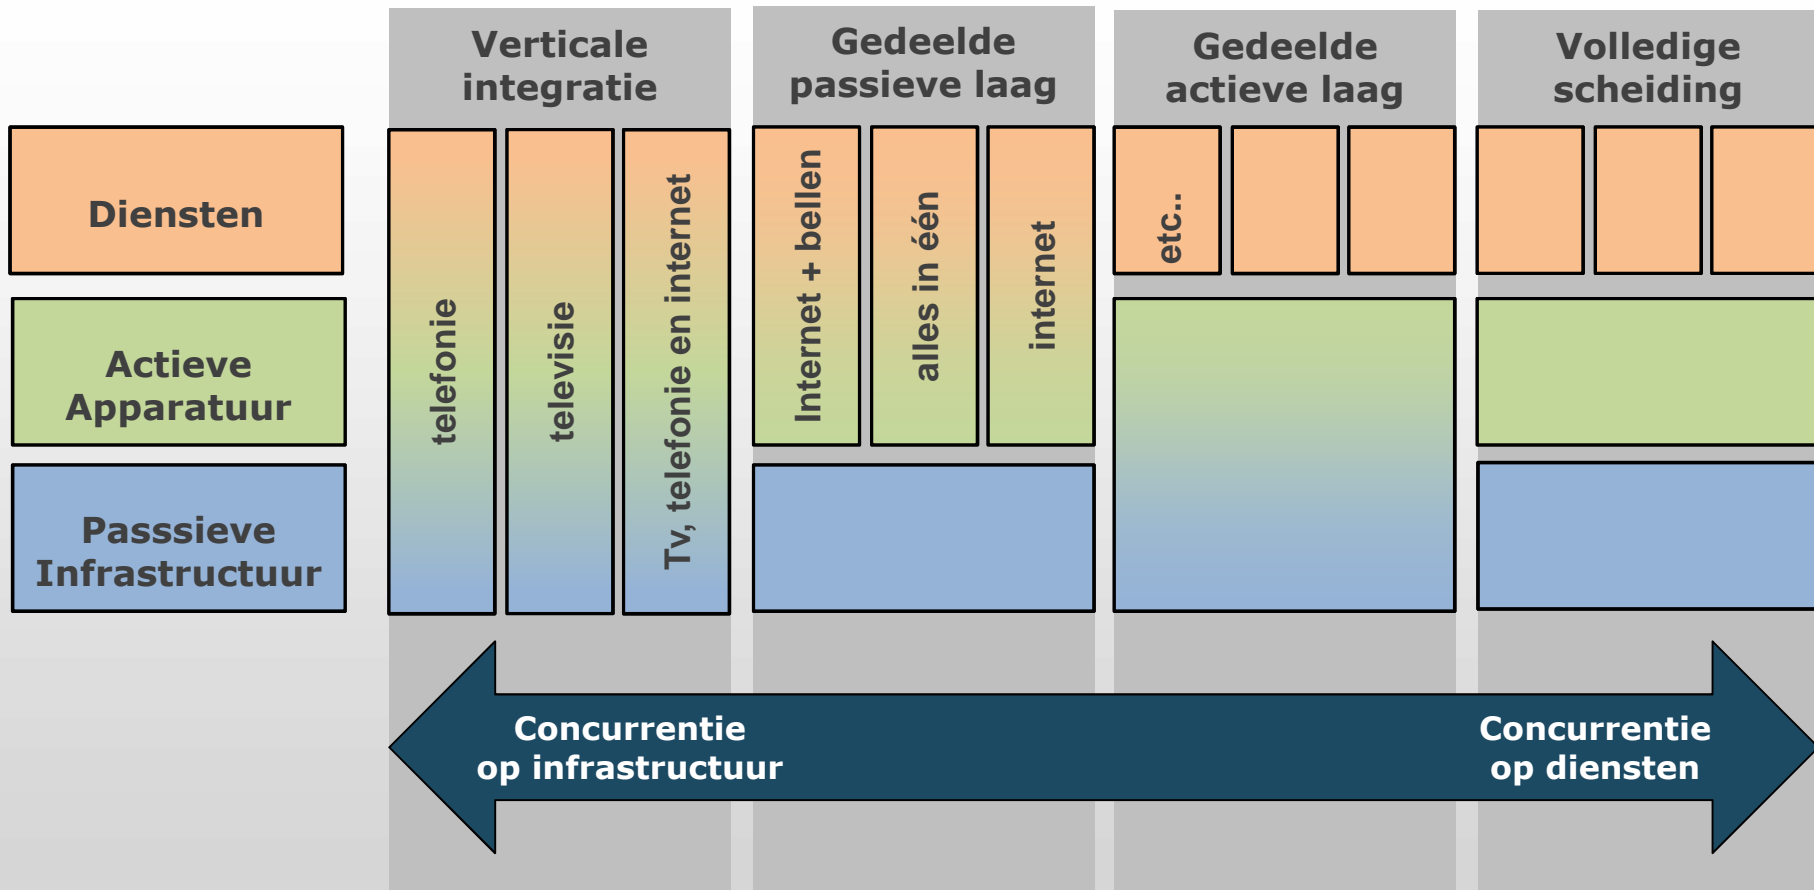 Verticale
integratie
Gedeelde
passieve laag
Gedeelde
actieve laag
Volledige
scheiding
Diensten
Actieve
Apparatuur
Passsieve
Infrastructuur
telefonie
televisie
Tv, telefonie en internet
Internet + bellen
alles in één
internet
etc..
Concurrentie
op infrastructuur
Concurrentie
op diensten